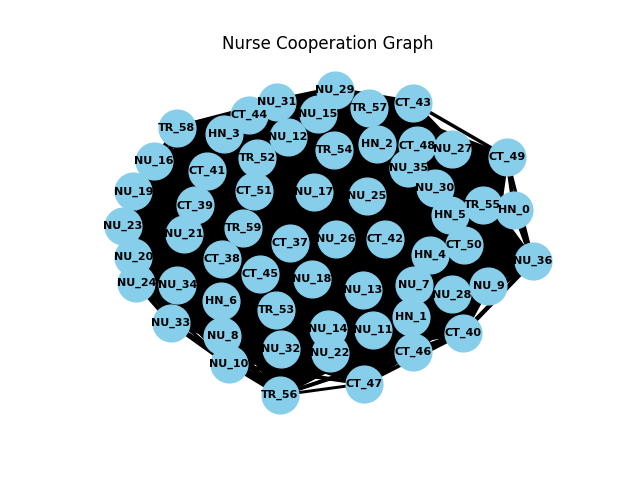 Nurse Cooperation Graph
NU_29
NU_31
CT_43
TR_57
NU_15
CT_44
TR_58
HN_3
NU_12
HN_2
CT_48
NU_27
TR_54
CT_49
TR_52
NU_16
NU_35
CT_41
NU_30
NU_19
CT_51
NU_17
NU_25
CT_39
TR_55
HN_0
HN_5
NU_23
TR_59
NU_21
NU_26
CT_42
CT_37
CT_50
HN_4
NU_20
CT_38
NU_36
CT_45
NU_18
NU_24
NU_34
NU_7
NU_9
NU_13
NU_28
HN_6
TR_53
HN_1
NU_33
NU_14
NU_11
CT_40
NU_8
NU_32
NU_22
CT_46
NU_10
CT_47
TR_56